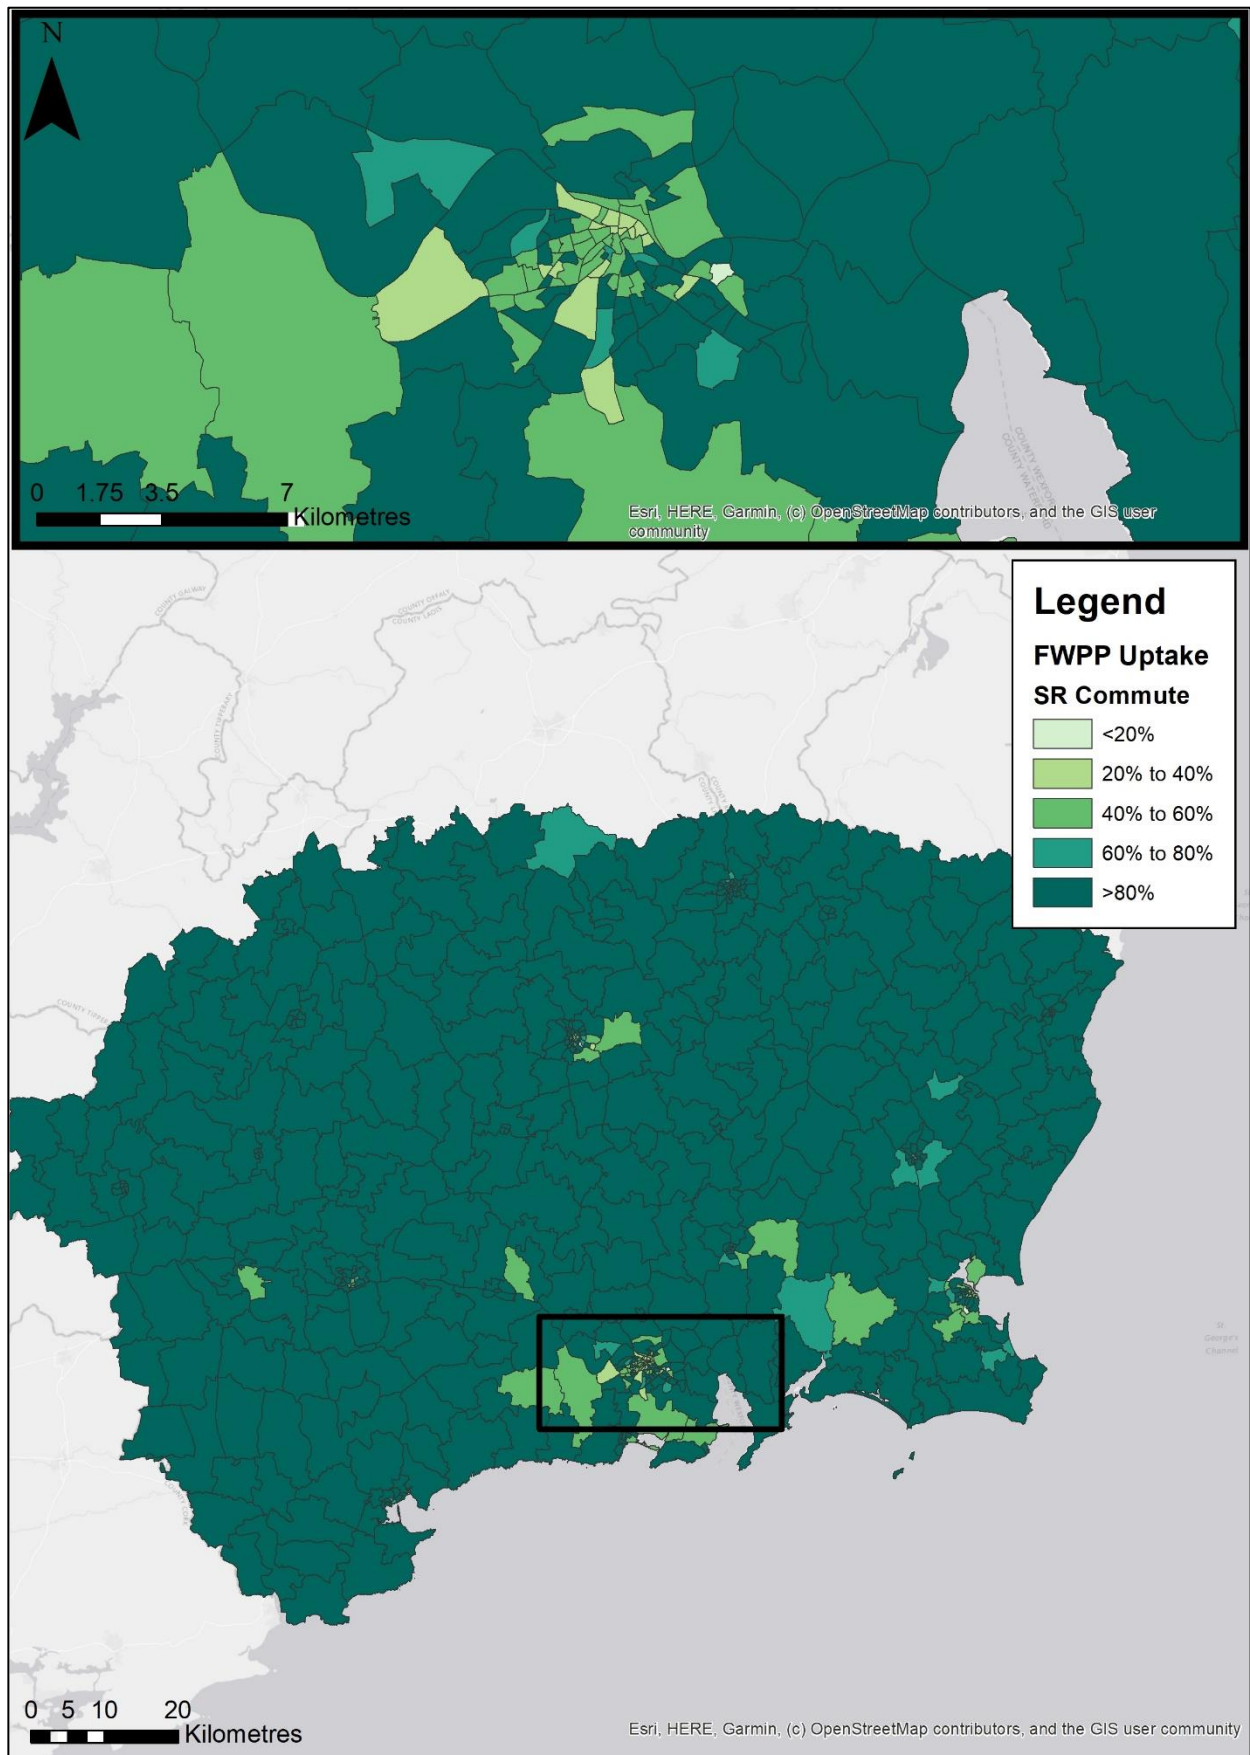 N
COUNTY WEXFORD
COUNTY WATERFORD
0 1.75 3.5 7
Kilometres
Esri, HERE, Garmin, (c) OpenStreetMap contributors, and the GIS user
community
COUNTY GALWAY
COUNTY OFFALY
COUNTY LAOIS
COUNTY TIPPERARY
Legend
FWPP Uptake
SR Commute
<20%
20% to 40%
40% to 60%
60% to 80%
>80%
St
George's
Channel
0 5 10 20
Kilometres
Esri, HERE, Garmin, (c) OpenStreetMap contributors, and the GIS user community